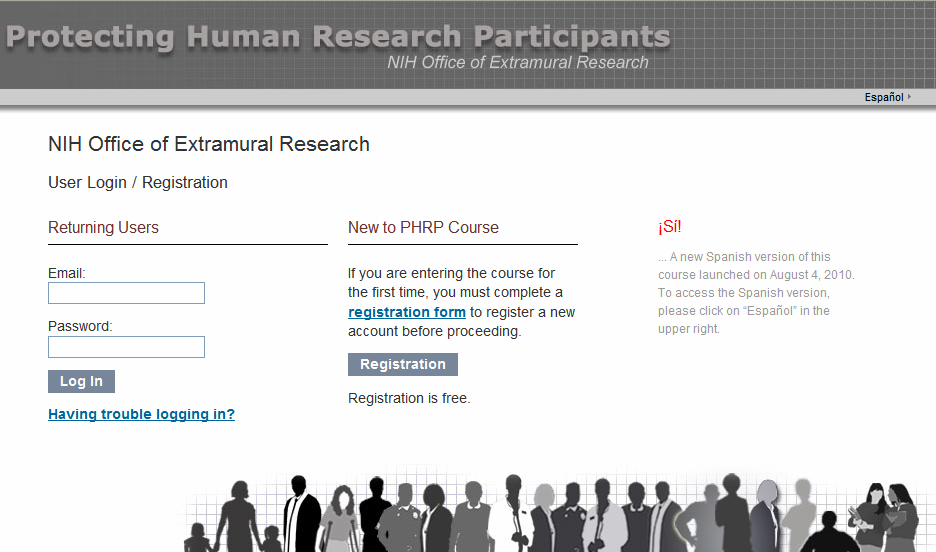 Protecting Human Research Participants
NIH Office of Extramural Research
Español
NIH Office of Extramural Research
User Login / Registration
Returning Users
Email:
Password:
Log In
Having trouble logging in?
New to PHRP Course
If you are entering the course for
the first time, you must complete a
registration form to register a new
account before proceeding.
Registration
Registration is free.
¡Sí!
... A new Spanish version of this
course launched on August 4, 2010.
To access the Spanish version,
please click on “Español” in the
upper right.